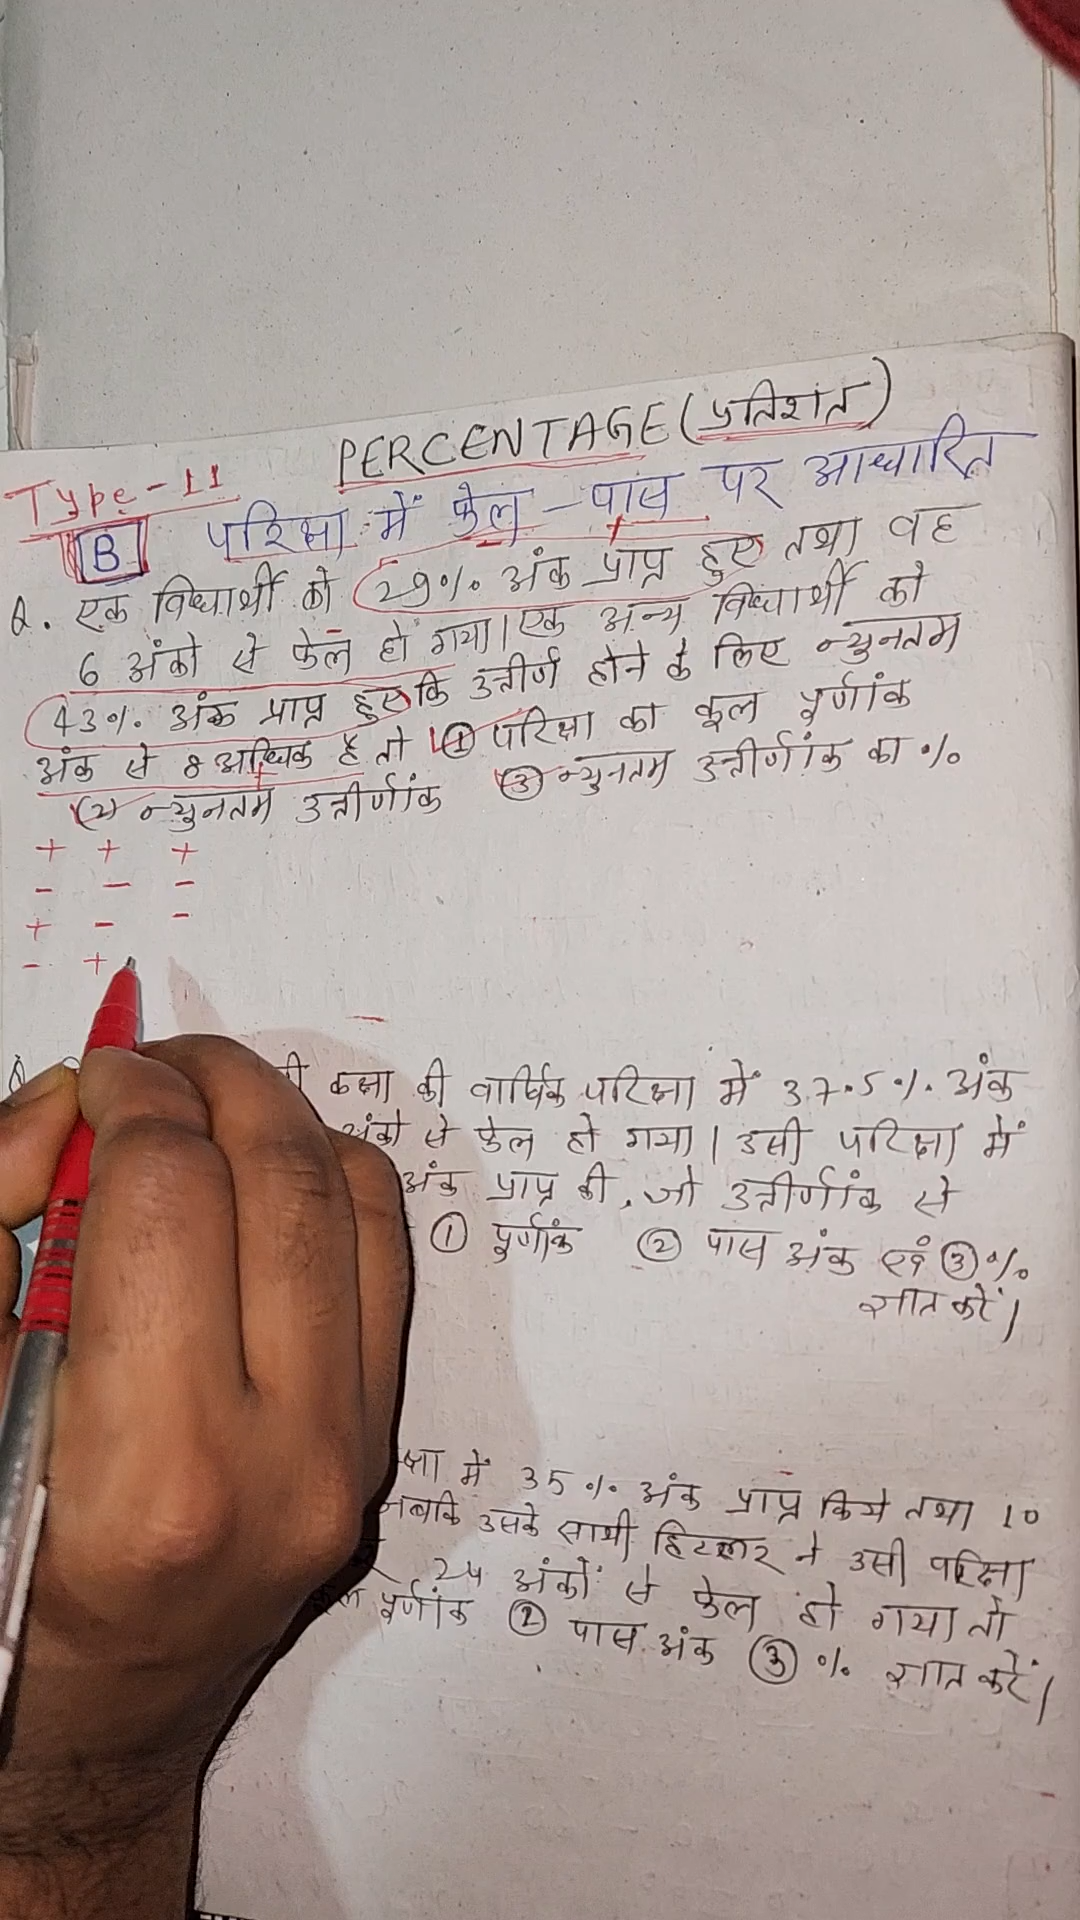 PERCENTAGE (प्रतिशत)
Type - 11
B परिक्षा में फेल - पास पर आधारित
Q. एक विधार्थी को 29% अंक प्राप्त हुए तथा वह
6 अंको से फेल हो गया। एक अन्य विधार्थी को
43% अंक प्राप्त हुए कि उत्तीर्ण होने के लिए न्युनतम
अंक से 8 अधिक है तो ① परिक्षा का कुल पूर्णांक
② न्युनतम उत्तीर्णांक ③ न्युनतम उत्तीर्णांक का %
+ + +
- - -
+ - -
- +
कक्षा की वार्षिक परिक्षा में 37.5% अंक
अंको से फेल हो गया। उसी परिक्षा में
अंक प्राप्त की, जो उत्तीर्णांक से
① पूर्णांक ② पास अंक एवं ③ %
ज्ञात करें।
में 35% अंक प्राप्त किये तथा 10
उसके साथी हिटलर ने उसी परिक्षा
24 अंकों से फेल हो गया तो
पूर्णांक ② पास अंक ③ % ज्ञात करें।